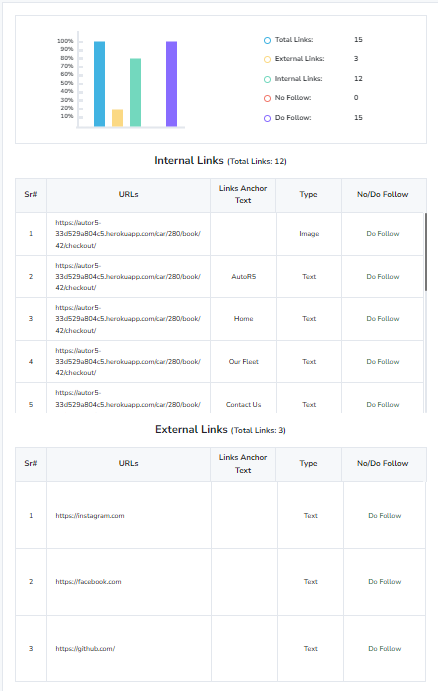 100%
90%
80%
70%
60%
50%
40%
30%
20%
10%
Total Links: 15
External Links: 3
Internal Links: 12
No Follow: 0
Do Follow: 15
Internal Links (Total Links: 12)
Sr# URLs Links Anchor Text Type No/Do Follow
1 https://autor5-
33d529a804c5.herokuapp.com/car/280/book/
42/checkout/ Image Do Follow
2 https://autor5-
33d529a804c5.herokuapp.com/car/280/book/
42/checkout/ AutoR5 Text Do Follow
3 https://autor5-
33d529a804c5.herokuapp.com/car/280/book/
42/checkout/ Home Text Do Follow
4 https://autor5-
33d529a804c5.herokuapp.com/car/280/book/
42/checkout/ Our Fleet Text Do Follow
5 https://autor5-
33d529a804c5.herokuapp.com/car/280/book/ Contact Us Text Do Follow
External Links (Total Links: 3)
Sr# URLs Links Anchor Text Type No/Do Follow
1 https://instagram.com Text Do Follow
2 https://facebook.com Text Do Follow
3 https://github.com/ Text Do Follow